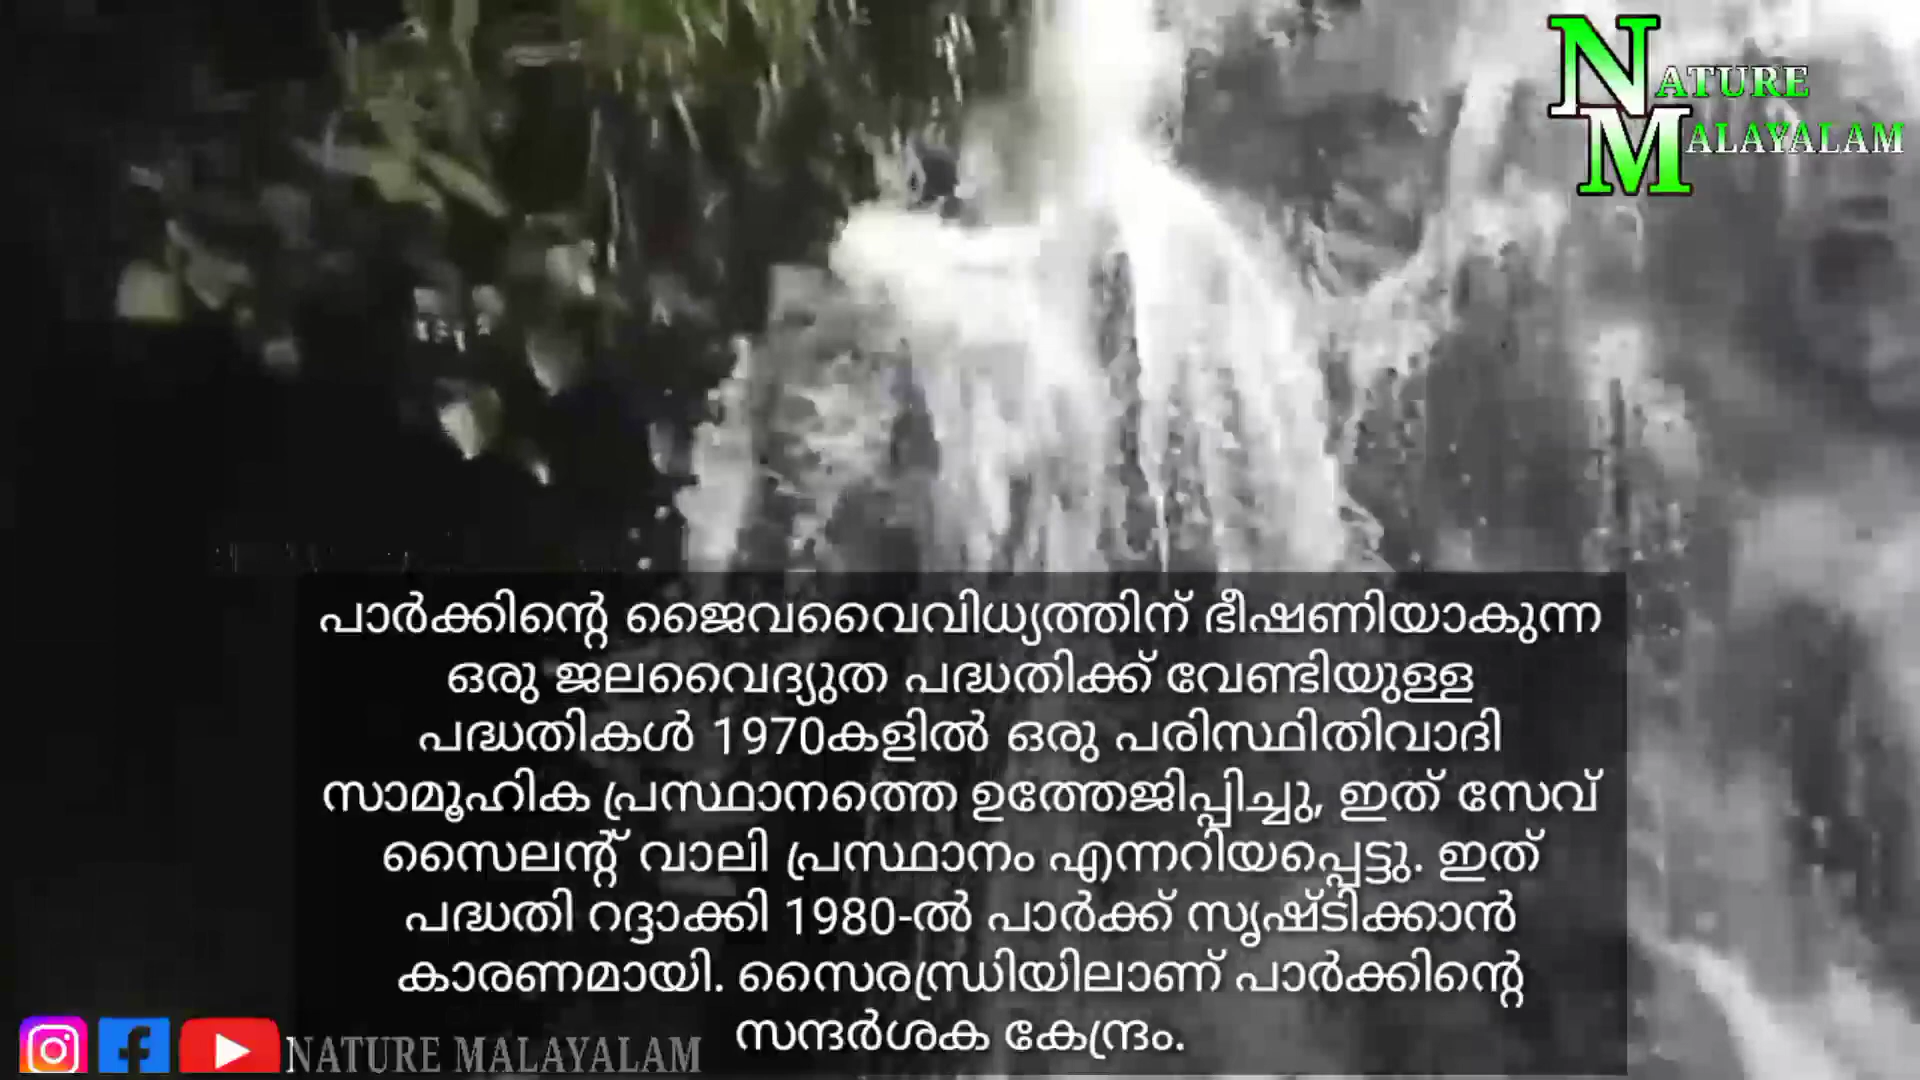 NATURE
MALAYALAM
പാർക്കിന്റെ ജൈവവൈവിധ്യത്തിന് ഭീഷണിയാകുന്ന
ഒരു ജലവൈദ്യുത പദ്ധതിക്ക് വേണ്ടിയുള്ള
പദ്ധതികൾ 1970കളിൽ ഒരു പരിസ്ഥിതിവാദി
സാമൂഹിക പ്രസ്ഥാനത്തെ ഉത്തേജിപ്പിച്ചു, ഇത് സേവ്
സൈലന്റ് വാലി പ്രസ്ഥാനം എന്നറിയപ്പെട്ടു. ഇത്
പദ്ധതി റദ്ദാക്കി 1980-ൽ പാർക്ക് സൃഷ്ടിക്കാൻ
കാരണമായി. സൈരന്ധ്രിയിലാണ് പാർക്കിന്റെ
സന്ദർശക കേന്ദ്രം.
NATURE MALAYALAM